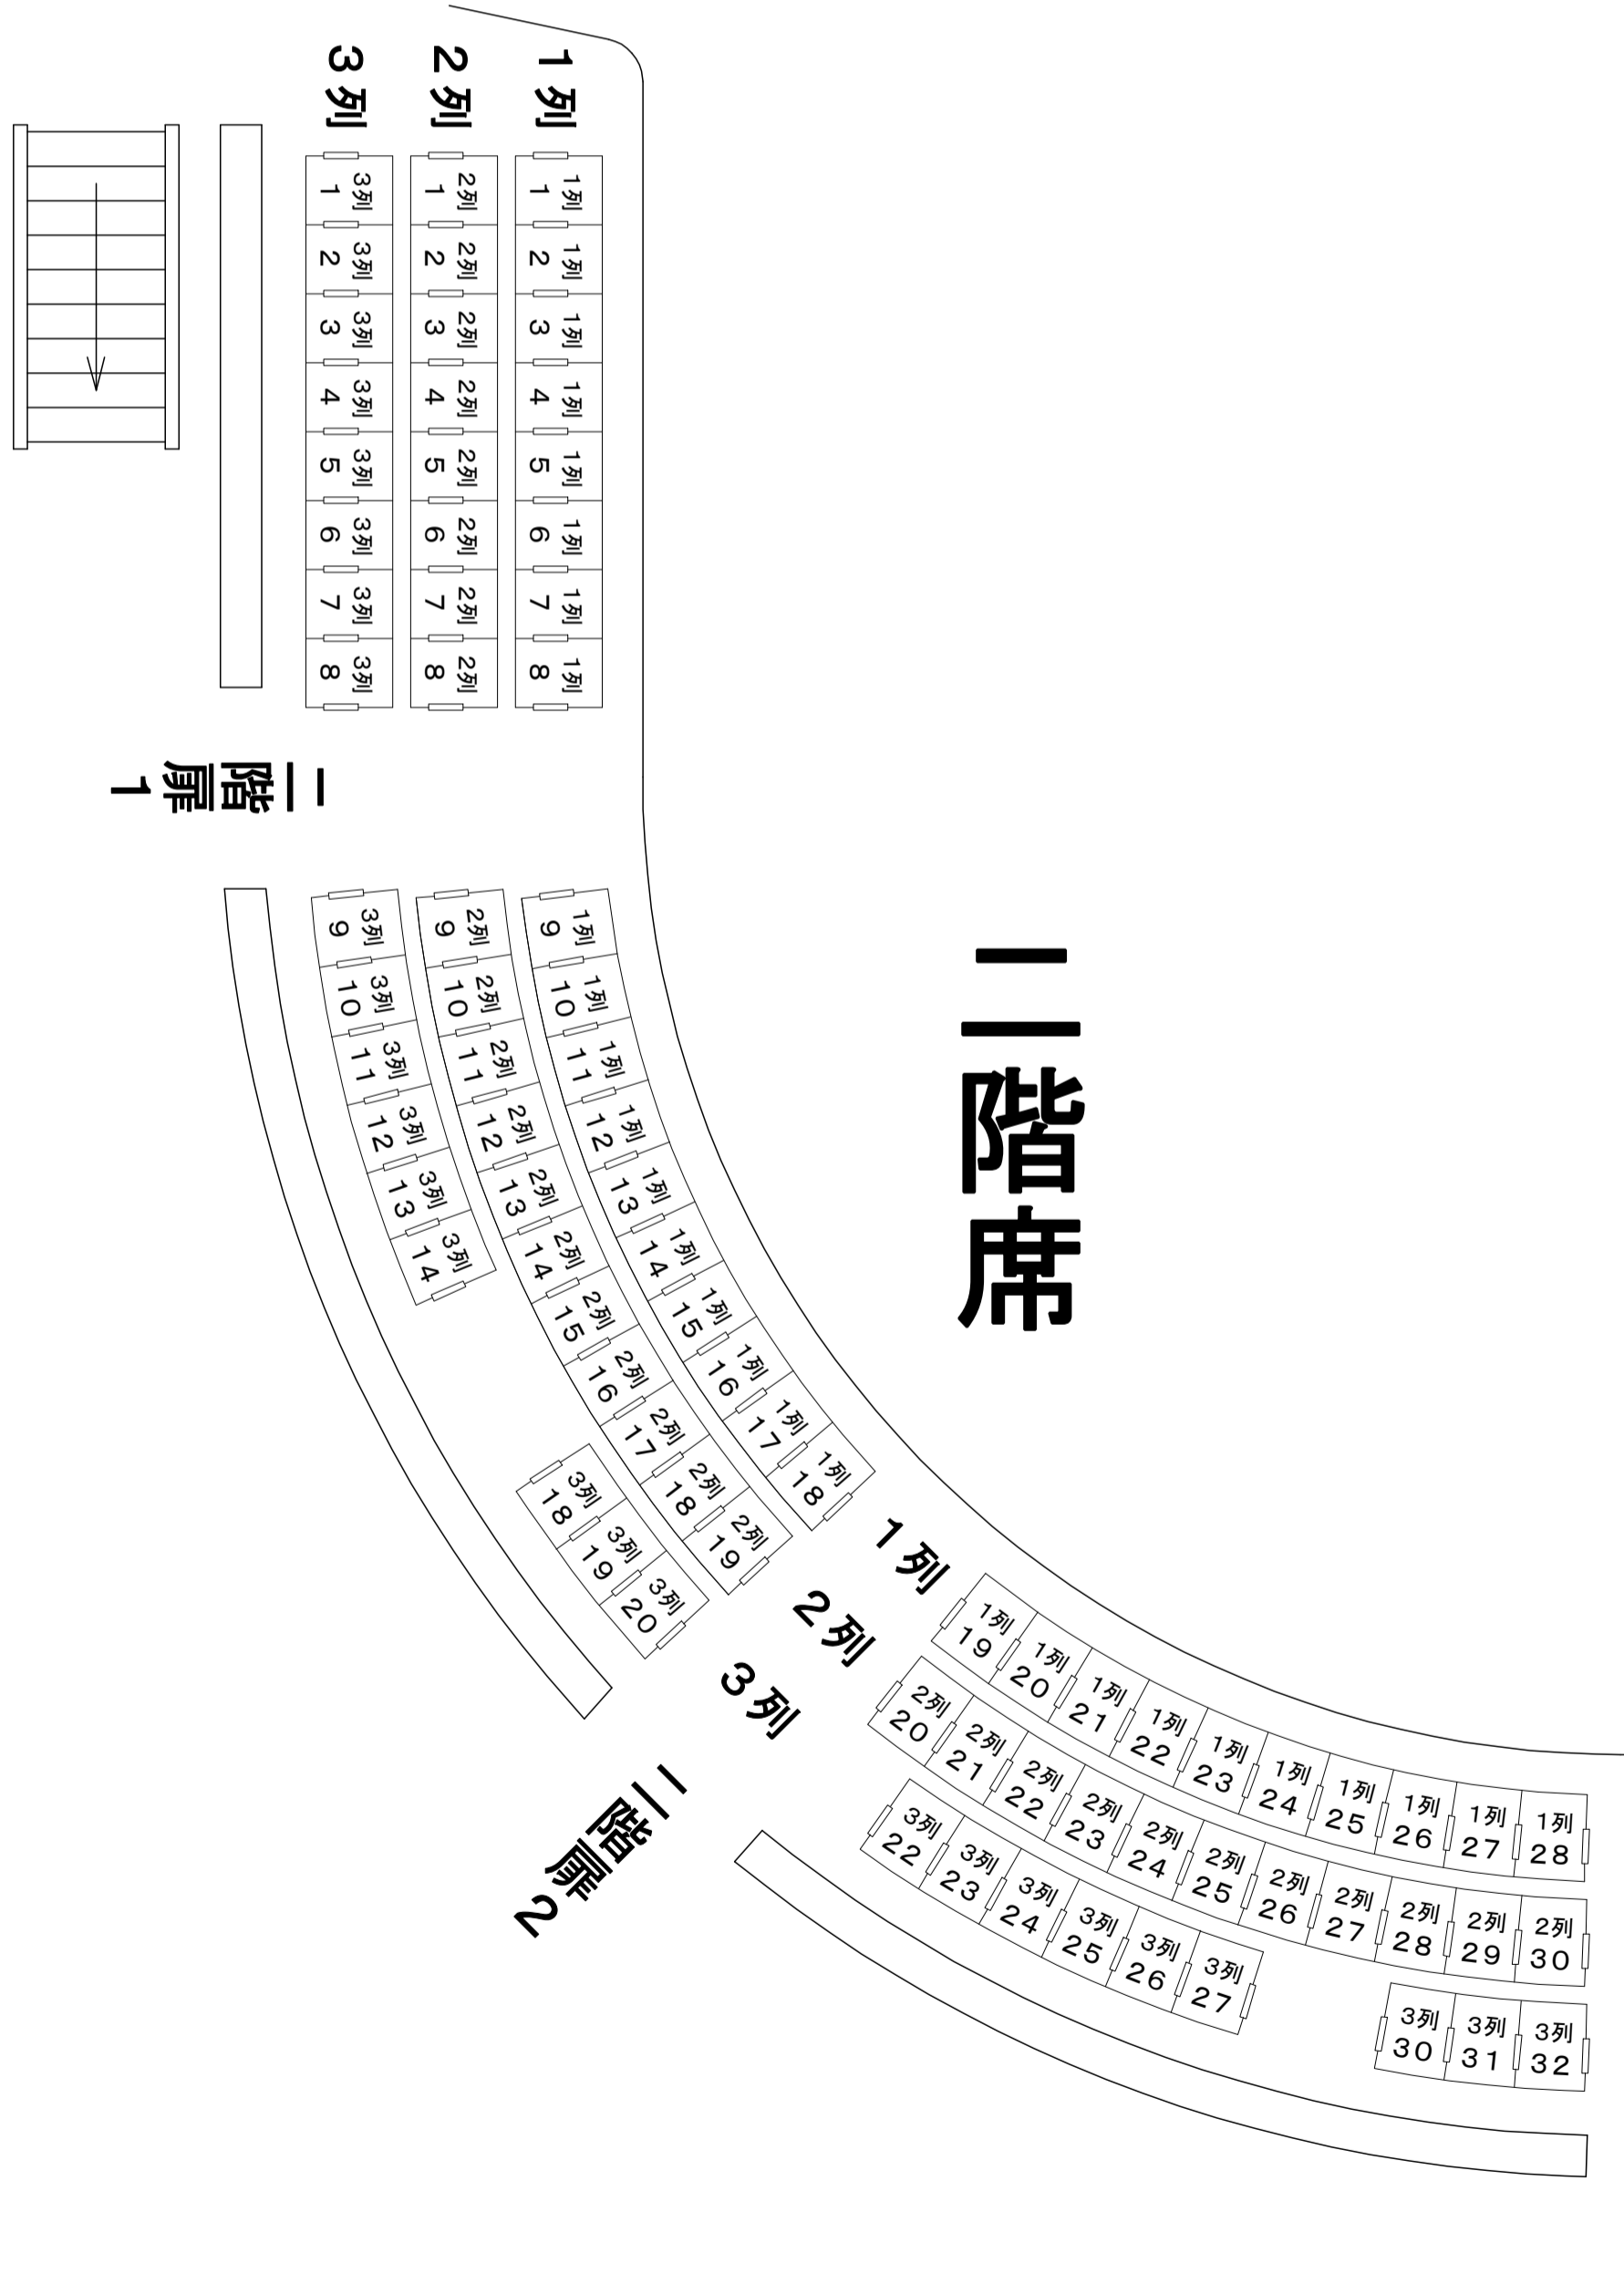 3列
2列
1列
3列 1
3列 2
3列 3
3列 4
3列 5
3列 6
3列 7
3列 8
2列 1
2列 2
2列 3
2列 4
2列 5
2列 6
2列 7
2列 8
1列 1
1列 2
1列 3
1列 4
1列 5
1列 6
1列 7
1列 8
二階扉1
二階席
3列 9
3列 10
3列 11
3列 12
3列 13
3列 14
2列 9
2列 10
2列 11
2列 12
2列 13
2列 14
2列 15
2列 16
2列 17
2列 18
2列 19
1列 9
1列 10
1列 11
1列 12
1列 13
1列 14
1列 15
1列 16
1列 17
1列 18
3列 18
3列 19
3列 20
1列
2列
3列
二階扉2
1列 19
1列 20
1列 21
1列 22
1列 23
1列 24
1列 25
1列 26
1列 27
1列 28
2列 20
2列 21
2列 22
2列 23
2列 24
2列 25
2列 26
2列 27
2列 28
2列 29
2列 30
3列 22
3列 23
3列 24
3列 25
3列 26
3列 27
3列 30
3列 31
3列 32